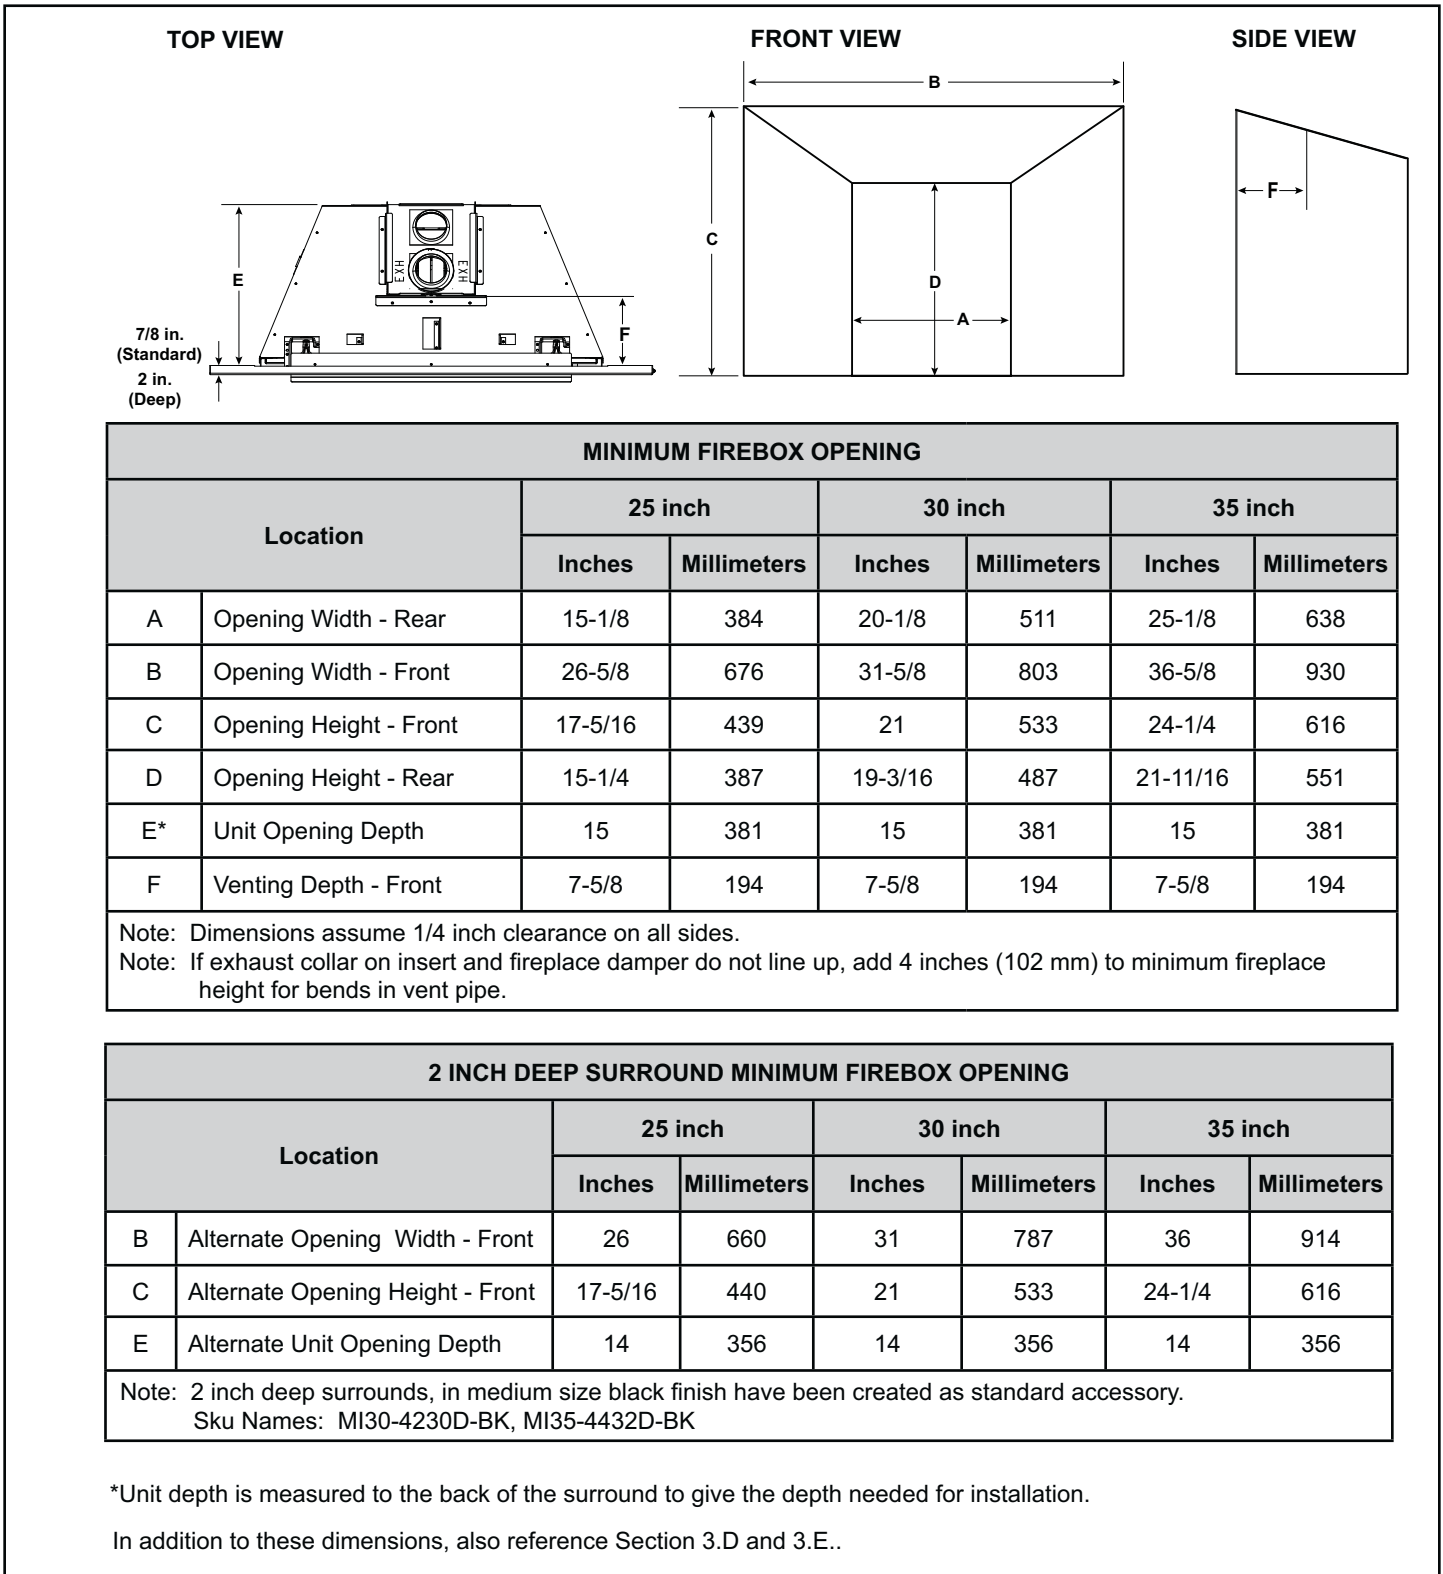 TOP VIEW
FRONT VIEW
SIDE VIEW
B
C
D
A
F
E
F
EXH
EXH
7/8 in.
(Standard)
2 in.
(Deep)
MINIMUM FIREBOX OPENING
Location 25 inch 30 inch 35 inch
Inches Millimeters Inches Millimeters Inches Millimeters
A Opening Width - Rear 15-1/8 384 20-1/8 511 25-1/8 638
B Opening Width - Front 26-5/8 676 31-5/8 803 36-5/8 930
C Opening Height - Front 17-5/16 439 21 533 24-1/4 616
D Opening Height - Rear 15-1/4 387 19-3/16 487 21-11/16 551
E* Unit Opening Depth 15 381 15 381 15 381
F Venting Depth - Front 7-5/8 194 7-5/8 194 7-5/8 194
Note: Dimensions assume 1/4 inch clearance on all sides.
Note: If exhaust collar on insert and fireplace damper do not line up, add 4 inches (102 mm) to minimum fireplace
height for bends in vent pipe.
2 INCH DEEP SURROUND MINIMUM FIREBOX OPENING
Location 25 inch 30 inch 35 inch
Inches Millimeters Inches Millimeters Inches Millimeters
B Alternate Opening Width - Front 26 660 31 787 36 914
C Alternate Opening Height - Front 17-5/16 440 21 533 24-1/4 616
E Alternate Unit Opening Depth 14 356 14 356 14 356
Note: 2 inch deep surrounds, in medium size black finish have been created as standard accessory.
Sku Names: MI30-4230D-BK, MI35-4432D-BK
*Unit depth is measured to the back of the surround to give the depth needed for installation.
In addition to these dimensions, also reference Section 3.D and 3.E..